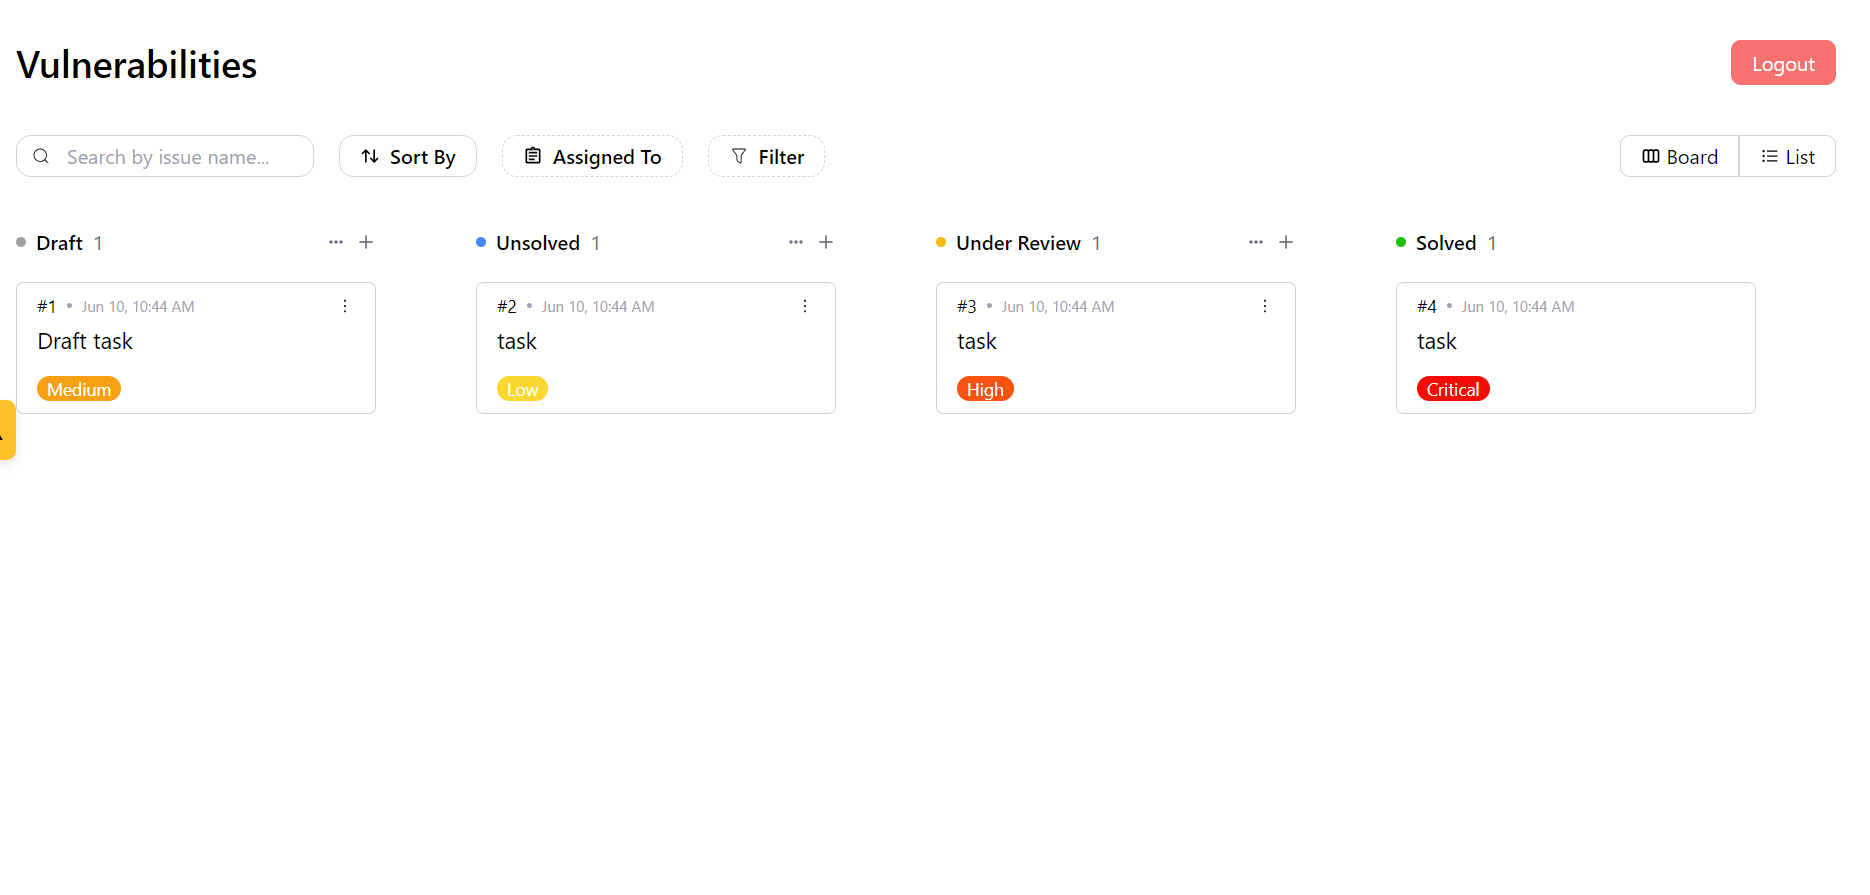 Vulnerabilities
Logout
Search by issue name...
Sort By
Assigned To
Filter
Board
List
Draft 1
Unsolved 1
Under Review 1
Solved 1
#1 • Jun 10, 10:44 AM
Draft task
Medium
#2 • Jun 10, 10:44 AM
task
Low
#3 • Jun 10, 10:44 AM
task
High
#4 • Jun 10, 10:44 AM
task
Critical